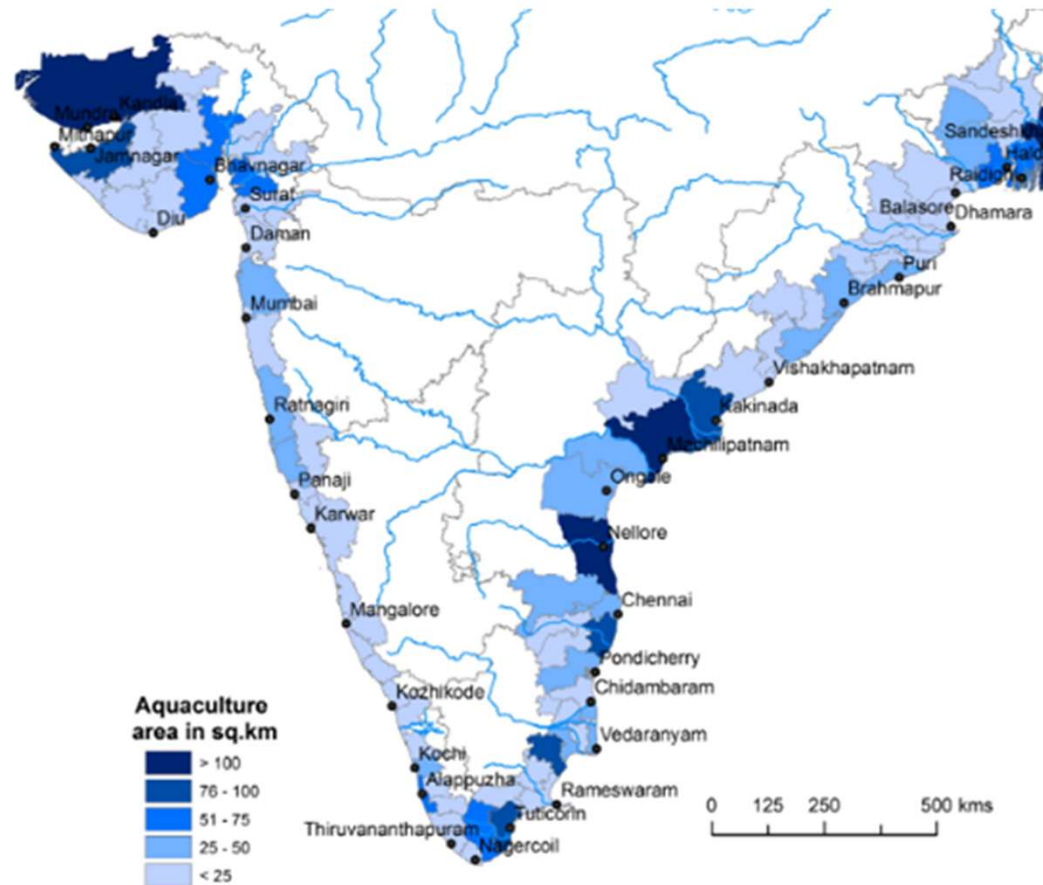 Kandla
Mundra
Mithapur
Jamnagar
Bhavnagar
Surat
Diu
Daman
Mumbai
Ratnagiri
Panaji
Karwar
Mangalore
Kozhikode
Kochi
Alappuzha
Thiruvananthapuram
Nagercoil
Tuticorin
Rameswaram
Vedaranyam
Chidambaram
Pondicherry
Chennai
Nellore
Ongole
Machilipatnam
Kakinada
Vishakhapatnam
Brahmapur
Puri
Dhamara
Balasore
Raidighi
Aquaculture
area in sq.km
> 100
76 - 100
51 - 75
25 - 50
< 25
0 125 250 500 kms